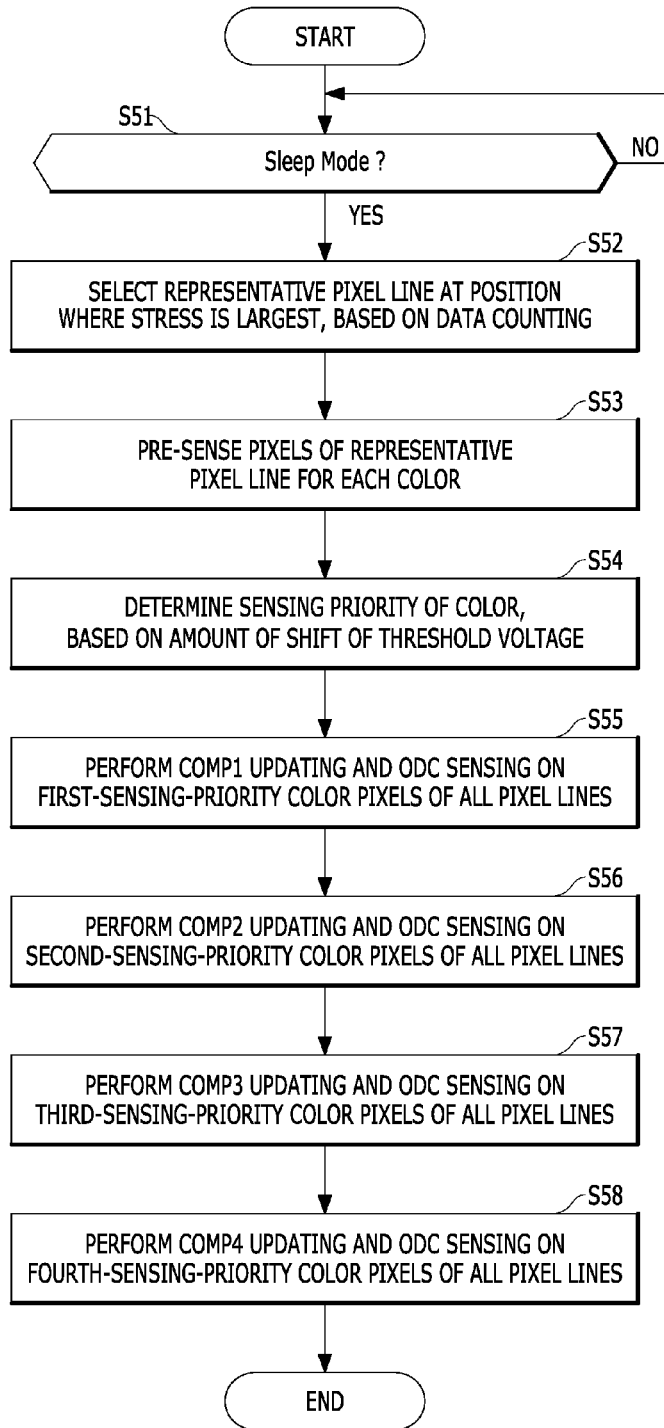 START
S51
Sleep Mode ?
NO
YES
S52
SELECT REPRESENTATIVE PIXEL LINE AT POSITION
WHERE STRESS IS LARGEST, BASED ON DATA COUNTING
S53
PRE-SENSE PIXELS OF REPRESENTATIVE
PIXEL LINE FOR EACH COLOR
S54
DETERMINE SENSING PRIORITY OF COLOR,
BASED ON AMOUNT OF SHIFT OF THRESHOLD VOLTAGE
S55
PERFORM COMP1 UPDATING AND ODC SENSING ON
FIRST-SENSING-PRIORITY COLOR PIXELS OF ALL PIXEL LINES
S56
PERFORM COMP2 UPDATING AND ODC SENSING ON
SECOND-SENSING-PRIORITY COLOR PIXELS OF ALL PIXEL LINES
S57
PERFORM COMP3 UPDATING AND ODC SENSING ON
THIRD-SENSING-PRIORITY COLOR PIXELS OF ALL PIXEL LINES
S58
PERFORM COMP4 UPDATING AND ODC SENSING ON
FOURTH-SENSING-PRIORITY COLOR PIXELS OF ALL PIXEL LINES
END